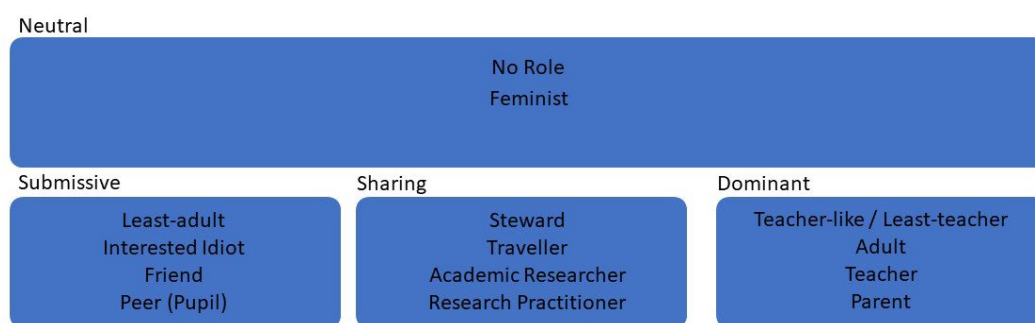 Neutral
No Role
Feminist
Submissive
Least-adult
Interested Idiot
Friend
Peer (Pupil)
Sharing
Steward
Traveller
Academic Researcher
Research Practitioner
Dominant
Teacher-like / Least-teacher
Adult
Teacher
Parent